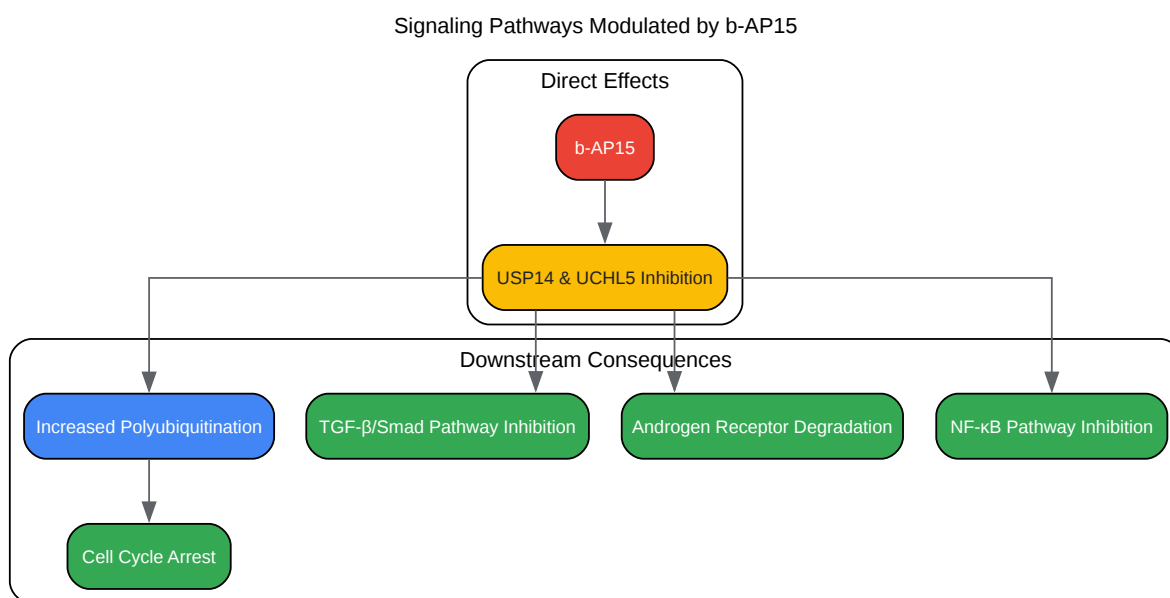 Signaling Pathways Modulated by b-AP15
Direct Effects
b-AP15
USP14 & UCHL5 Inhibition
Downstream Consequences
Increased Polyubiquitination
TGF-β/Smad Pathway Inhibition
Androgen Receptor Degradation
NF-κB Pathway Inhibition
Cell Cycle Arrest